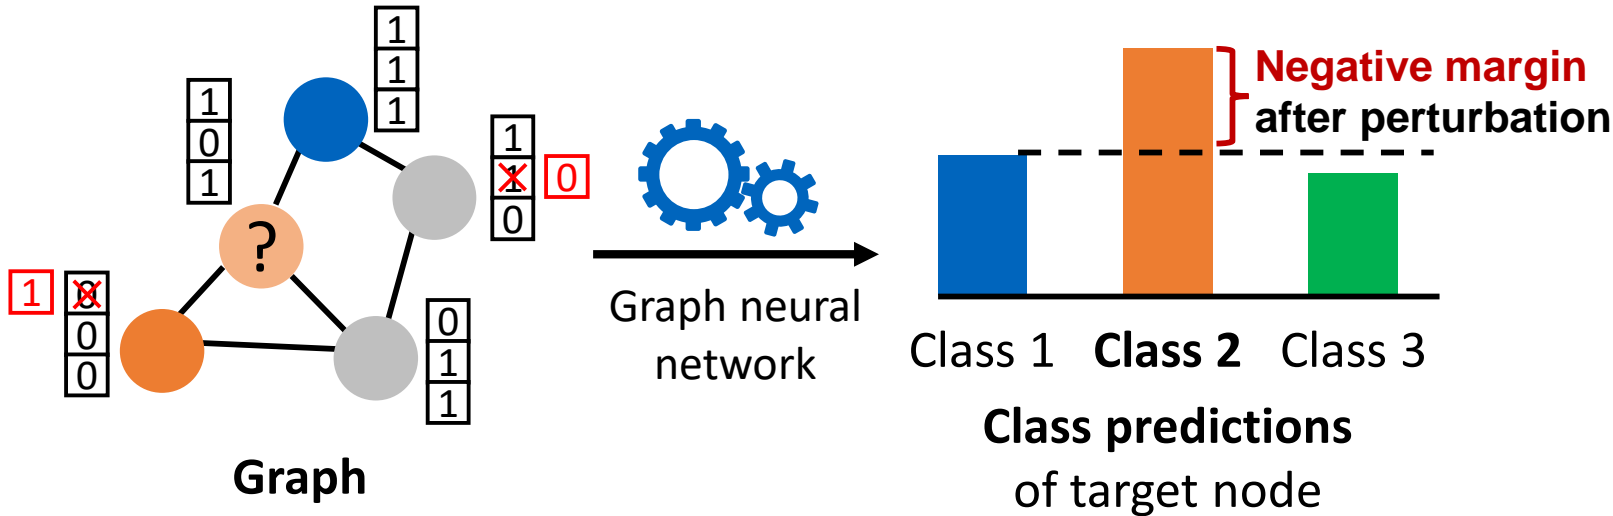 1
1
1
1
0
1
1
1
0
0
?
1
0
0
0
0
1
1
Graph
Graph neural
network
Negative margin
after perturbation
Class 1
Class 2
Class 3
Class predictions
of target node